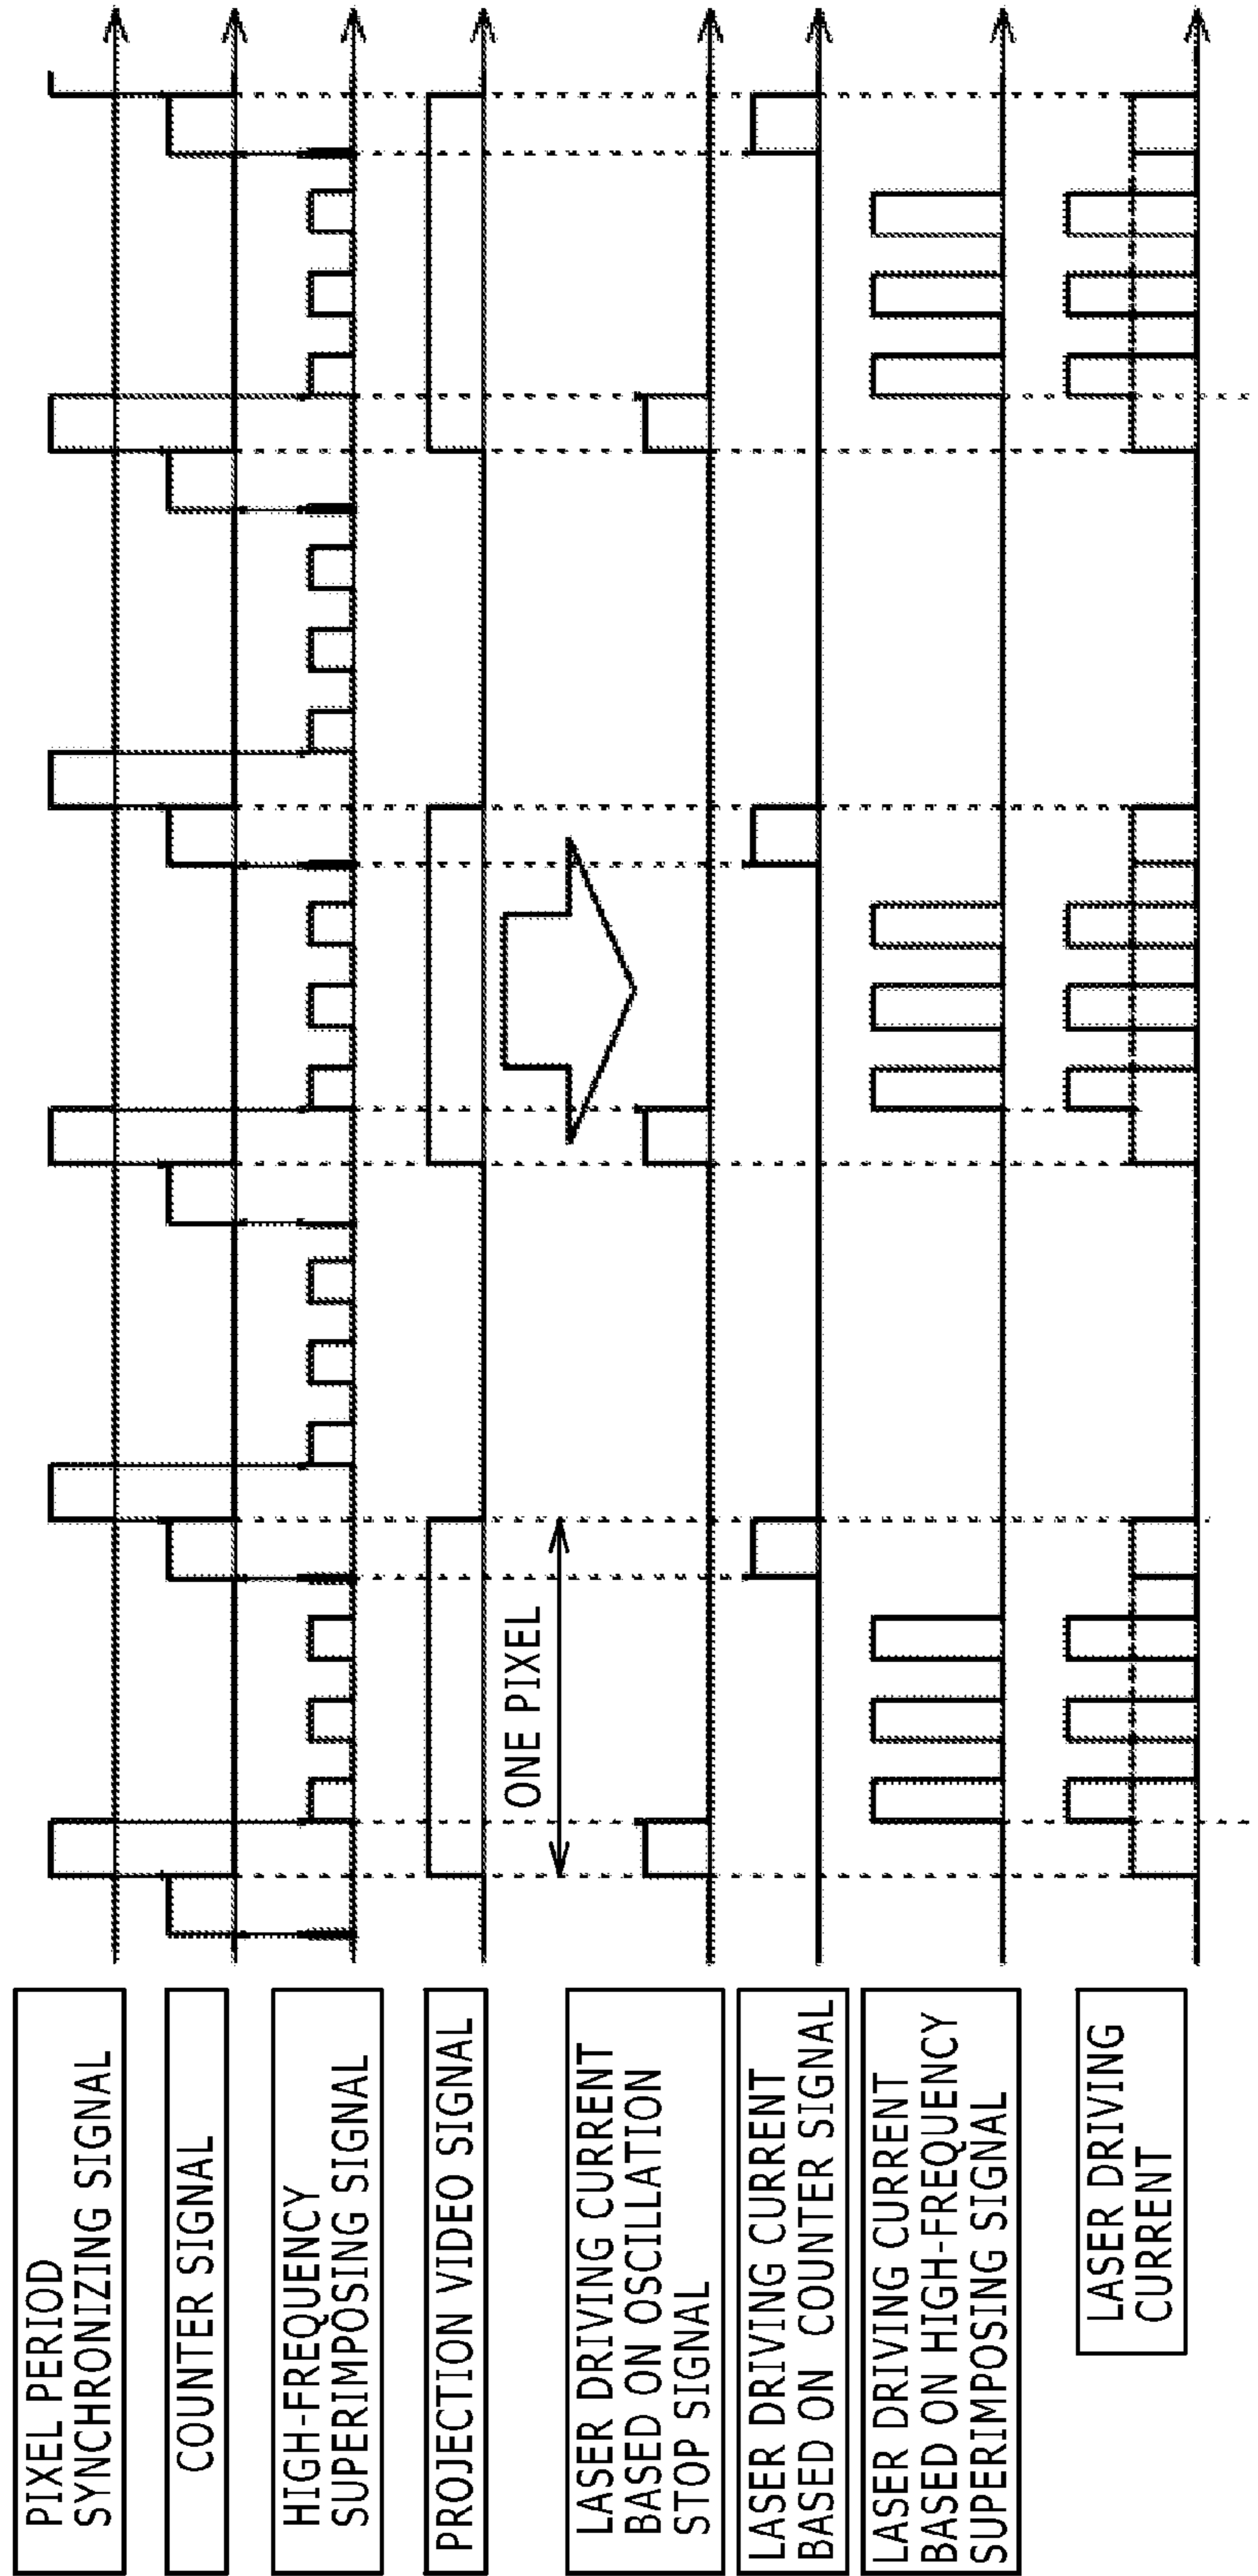 PIXEL PERIOD
SYNCHRONIZING SIGNAL
COUNTER SIGNAL
HIGH-FREQUENCY
SUPERIMPOSING SIGNAL
PROJECTION VIDEO SIGNAL
ONE PIXEL
LASER DRIVING CURRENT
BASED ON OSCILLATION
STOP SIGNAL
LASER DRIVING CURRENT
BASED ON COUNTER SIGNAL
LASER DRIVING CURRENT
BASED ON HIGH-FREQUENCY
SUPERIMPOSING SIGNAL
LASER DRIVING
CURRENT